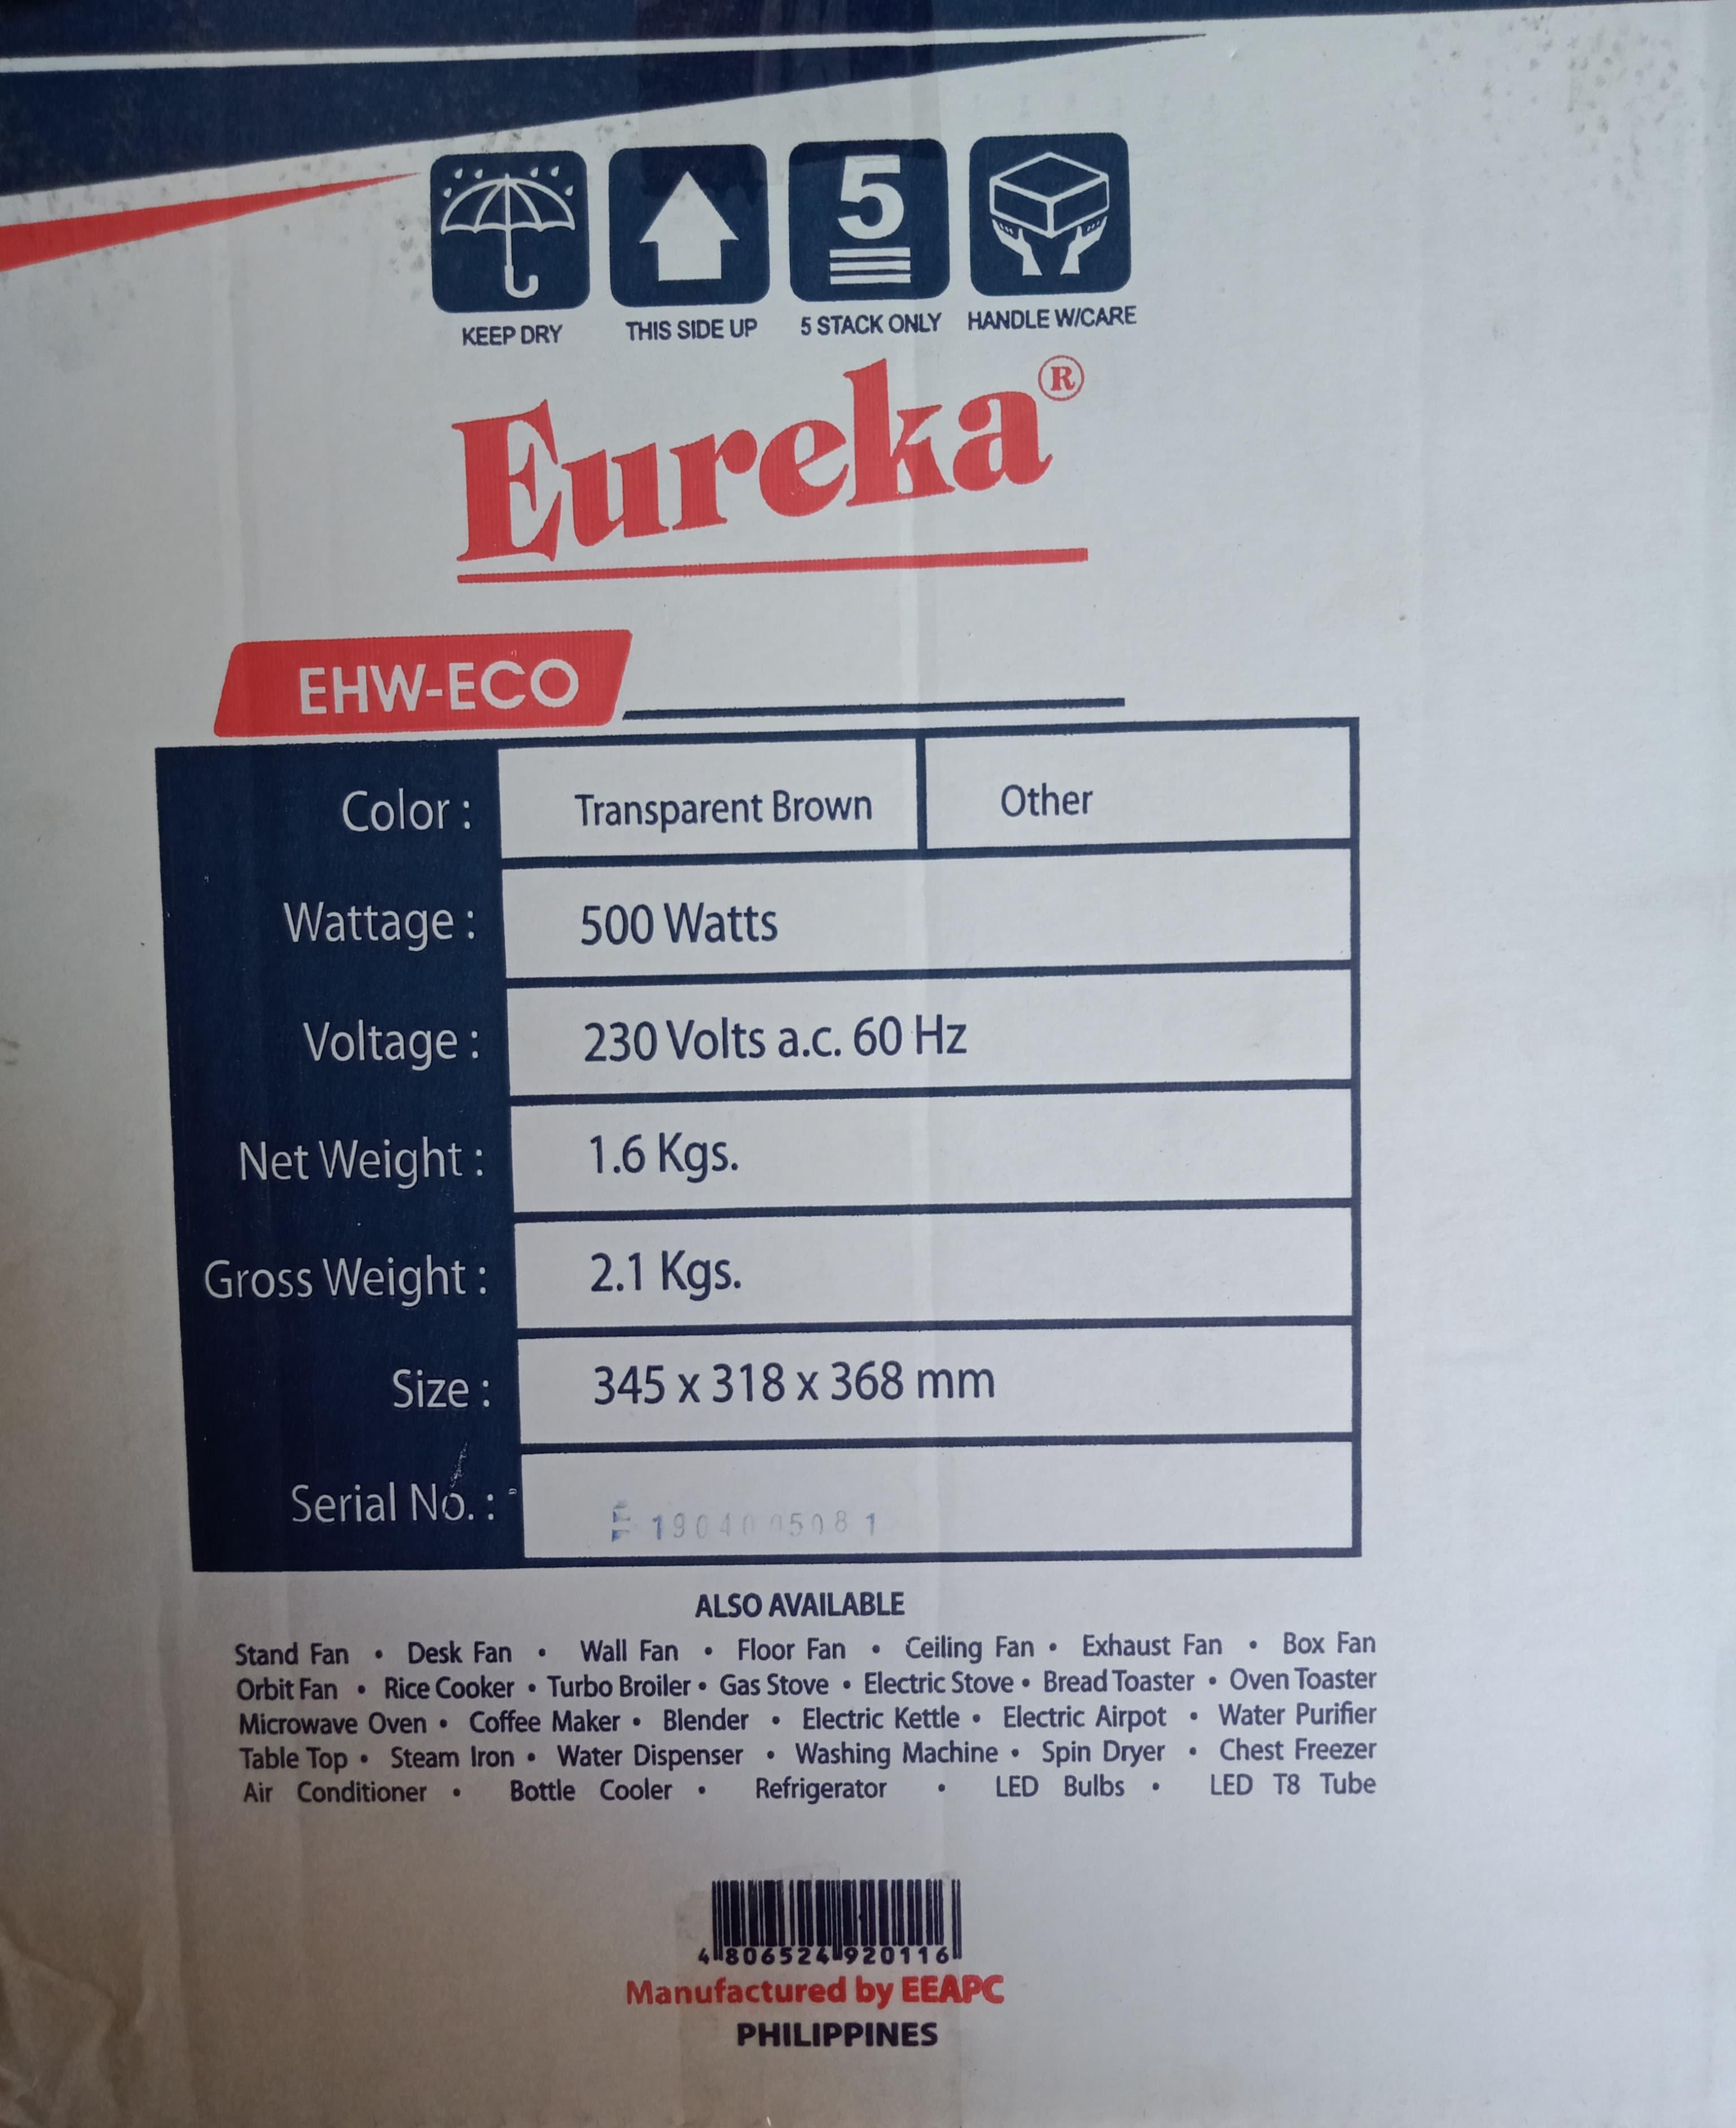 5
KEEP DRY THIS SIDE UP 5 STACK ONLY HANDLE W/CARE
Eureka®
EHW-ECO
Color : Transparent Brown Other
Wattage : 500 Watts
Voltage : 230 Volts a.c. 60 Hz
Net Weight : 1.6 Kgs.
Gross Weight : 2.1 Kgs.
Size : 345 x 318 x 368 mm
Serial No. :
ALSO AVAILABLE
Stand Fan • Desk Fan • Wall Fan • Floor Fan • Ceiling Fan • Exhaust Fan • Box Fan
Orbit Fan • Rice Cooker • Turbo Broiler • Gas Stove • Electric Stove • Bread Toaster • Oven Toaster
Microwave Oven • Coffee Maker • Blender • Electric Kettle • Electric Airpot • Water Purifier
Table Top • Steam Iron • Water Dispenser • Washing Machine • Spin Dryer • Chest Freezer
Air Conditioner • Bottle Cooler • Refrigerator • LED Bulbs • LED T8 Tube
4 806524 920116
Manufactured by EEAPC
PHILIPPINES